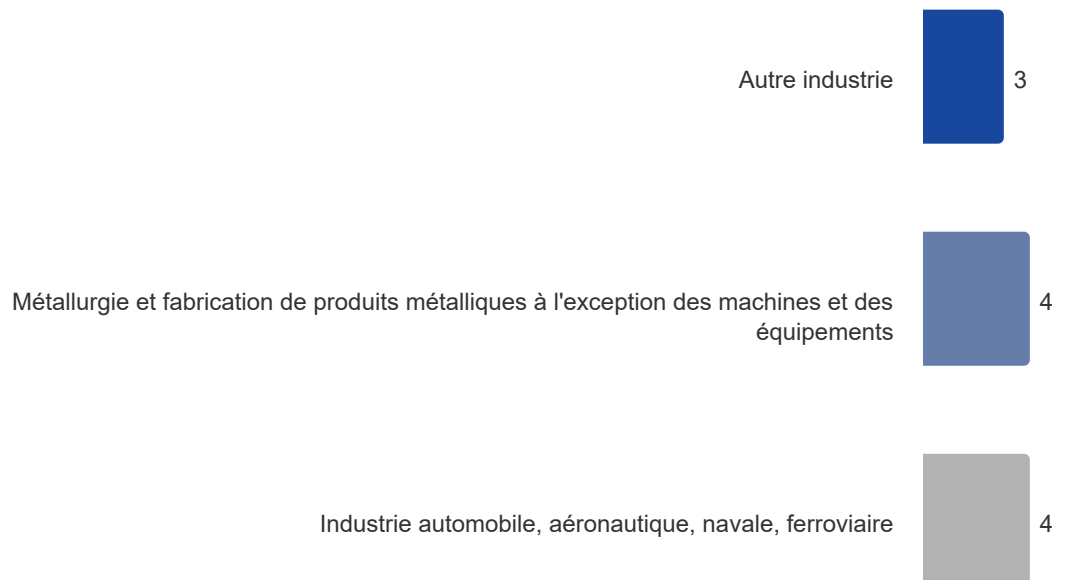 Autre industrie 3
Métallurgie et fabrication de produits métalliques à l'exception des machines et des 4
équipements
Industrie automobile, aéronautique, navale, ferroviaire 4